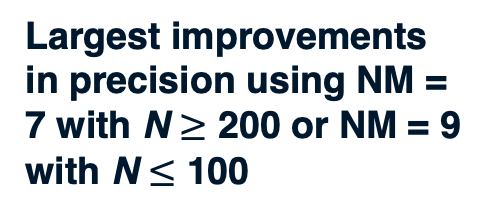 Largest improvements
in precision using NM =
7 with N ≥ 200 or NM = 9
with N ≤ 100